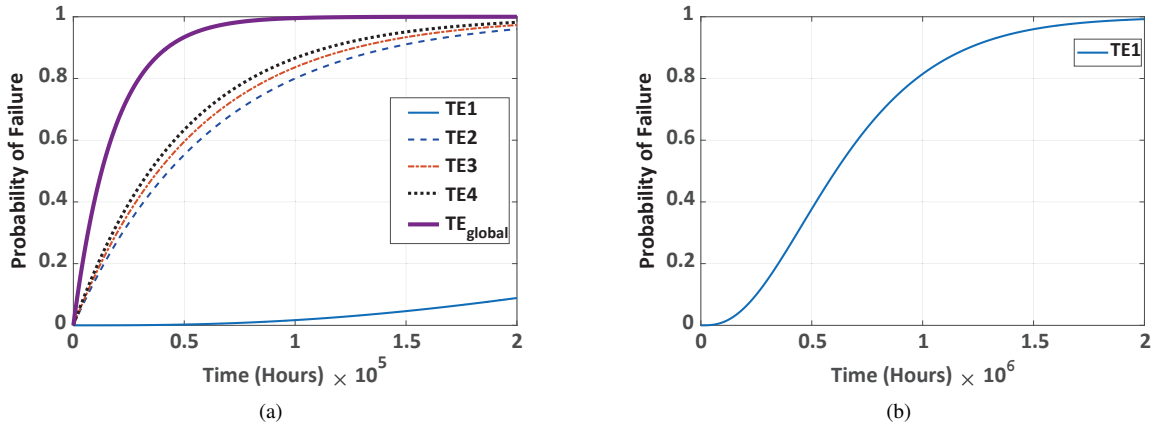 1
0.8
0.6
0.4
0.2
0
Probability of Failure
0 0.5 1 1.5 2
Time (Hours) × 10^5
TE1
TE2
TE3
TE4
TE_global
(a)
1
0.8
0.6
0.4
0.2
0
Probability of Failure
0 0.5 1 1.5 2
Time (Hours) × 10^6
TE1
(b)